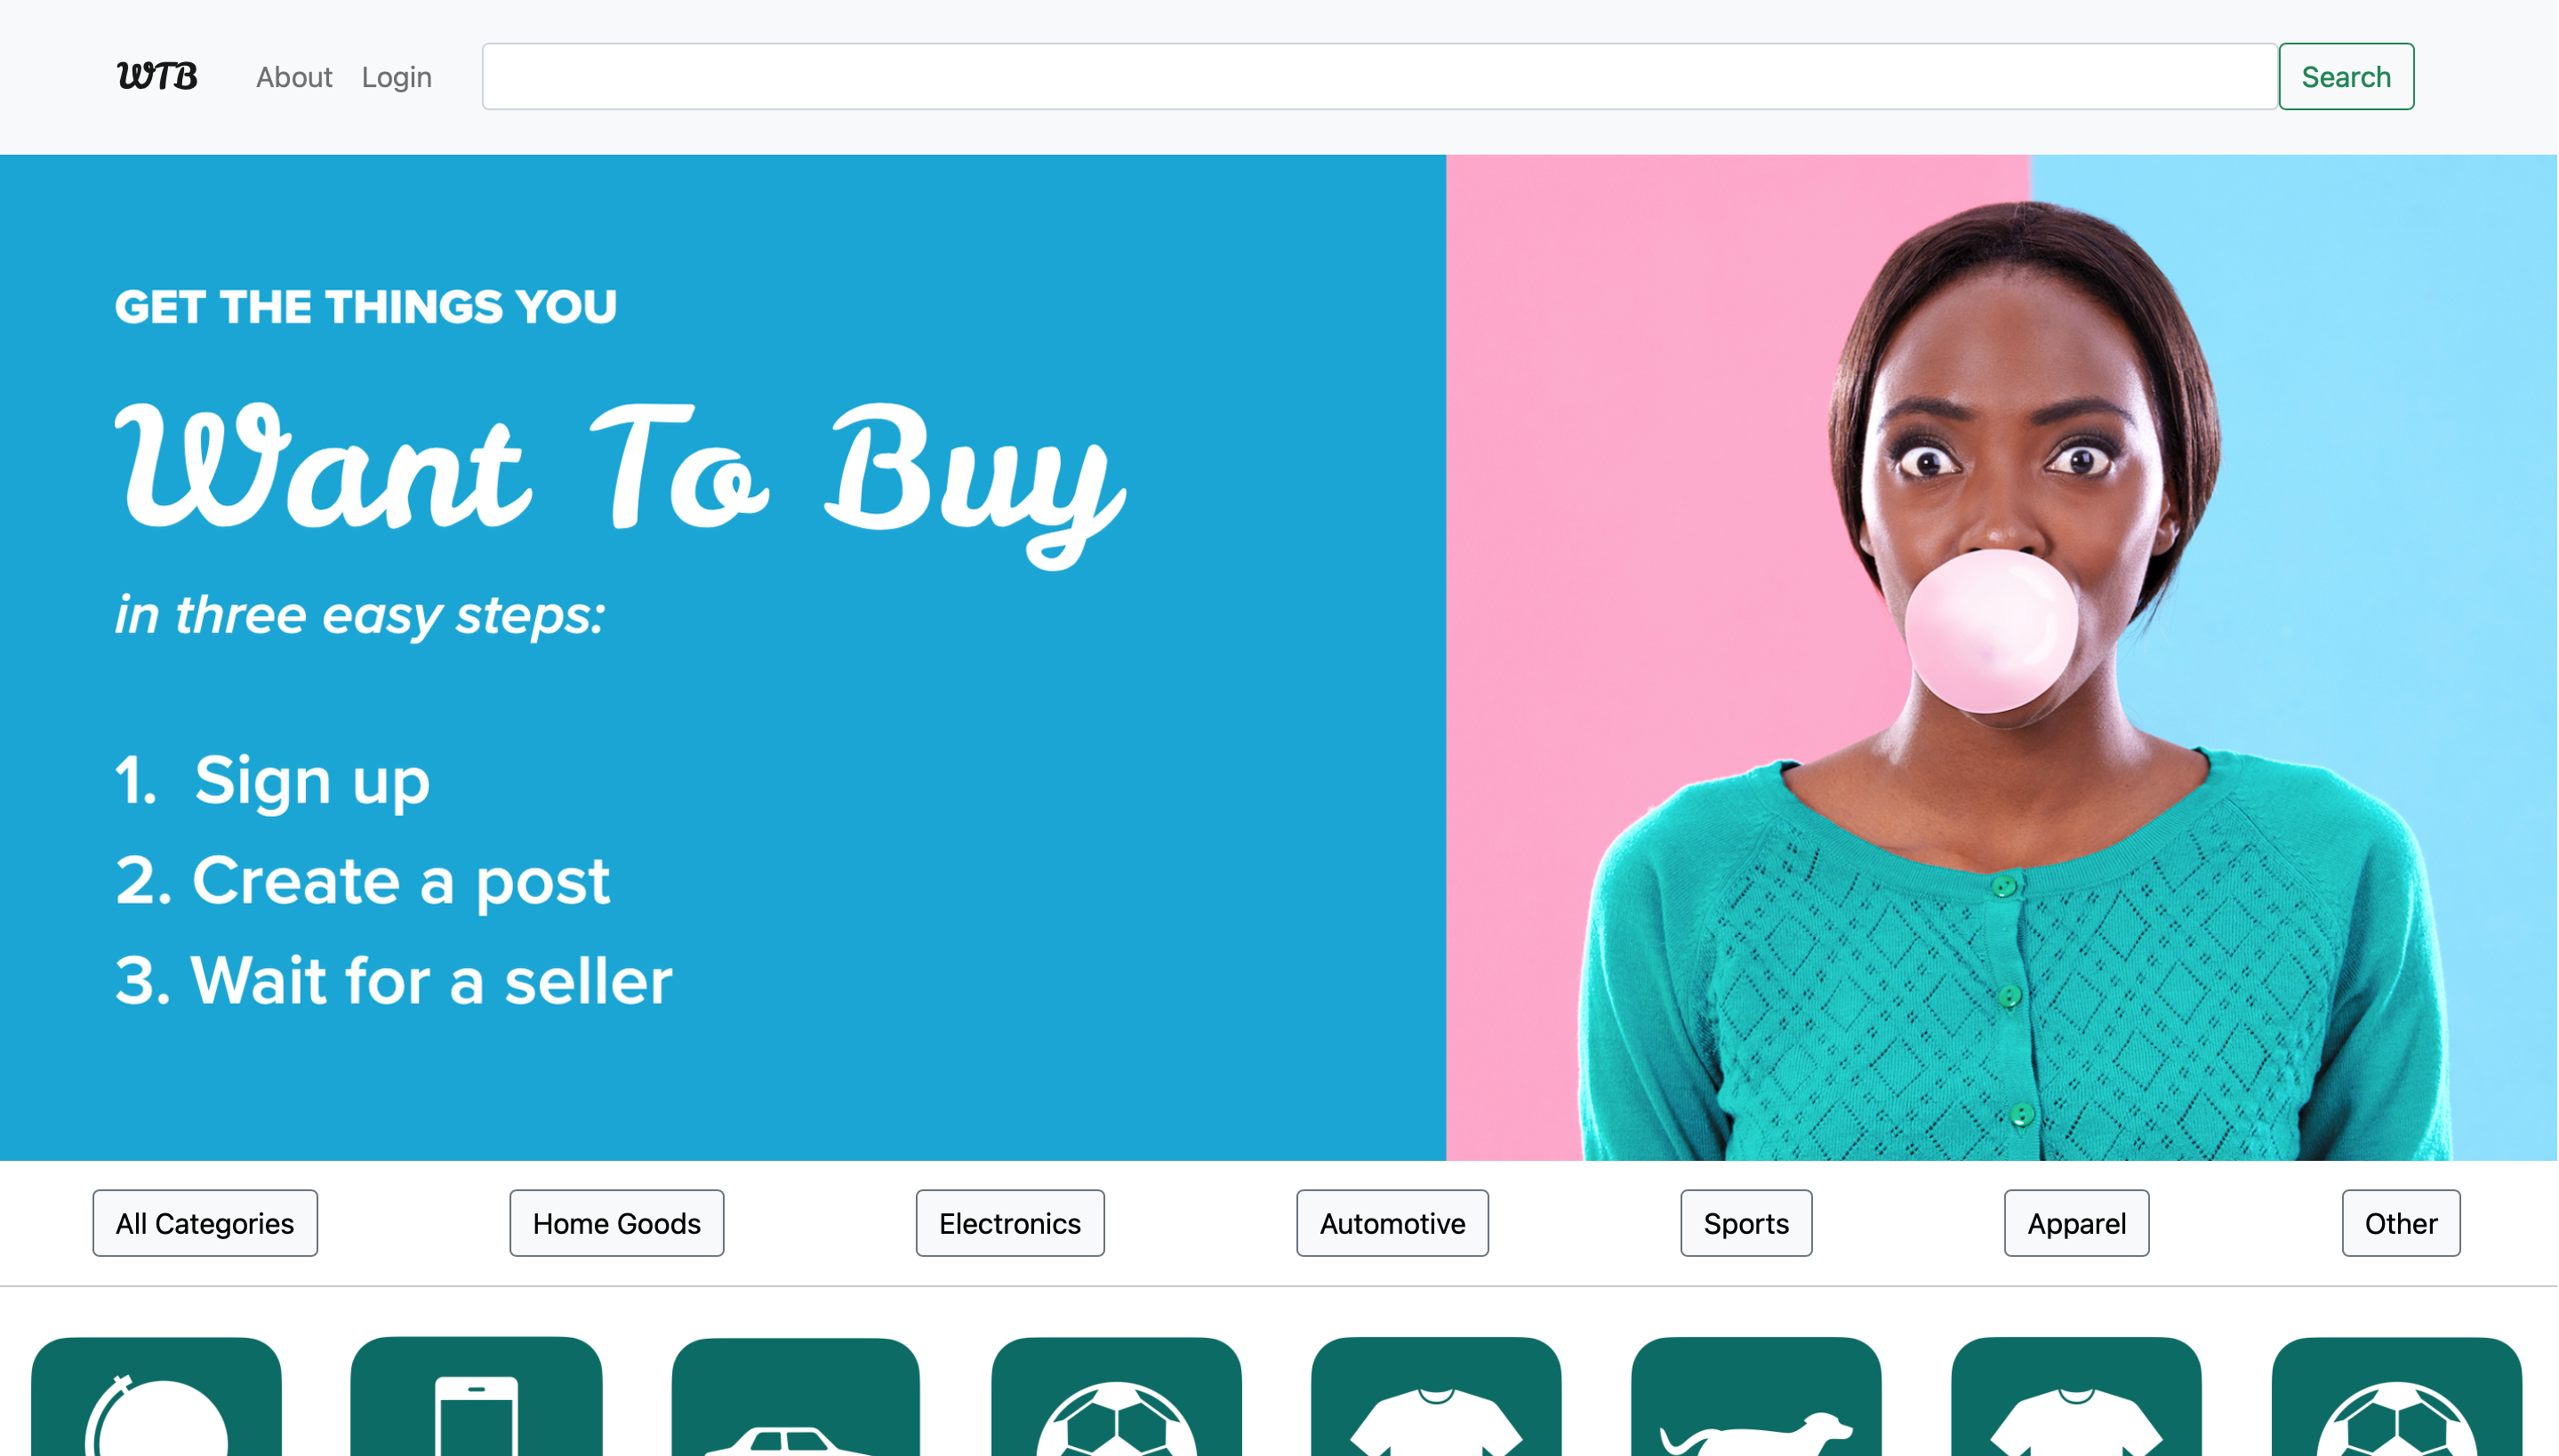 WTB About Login Search
GET THE THINGS YOU
Want To Buy
in three easy steps:
1. Sign up
2. Create a post
3. Wait for a seller
All Categories Home Goods Electronics Automotive Sports Apparel Other